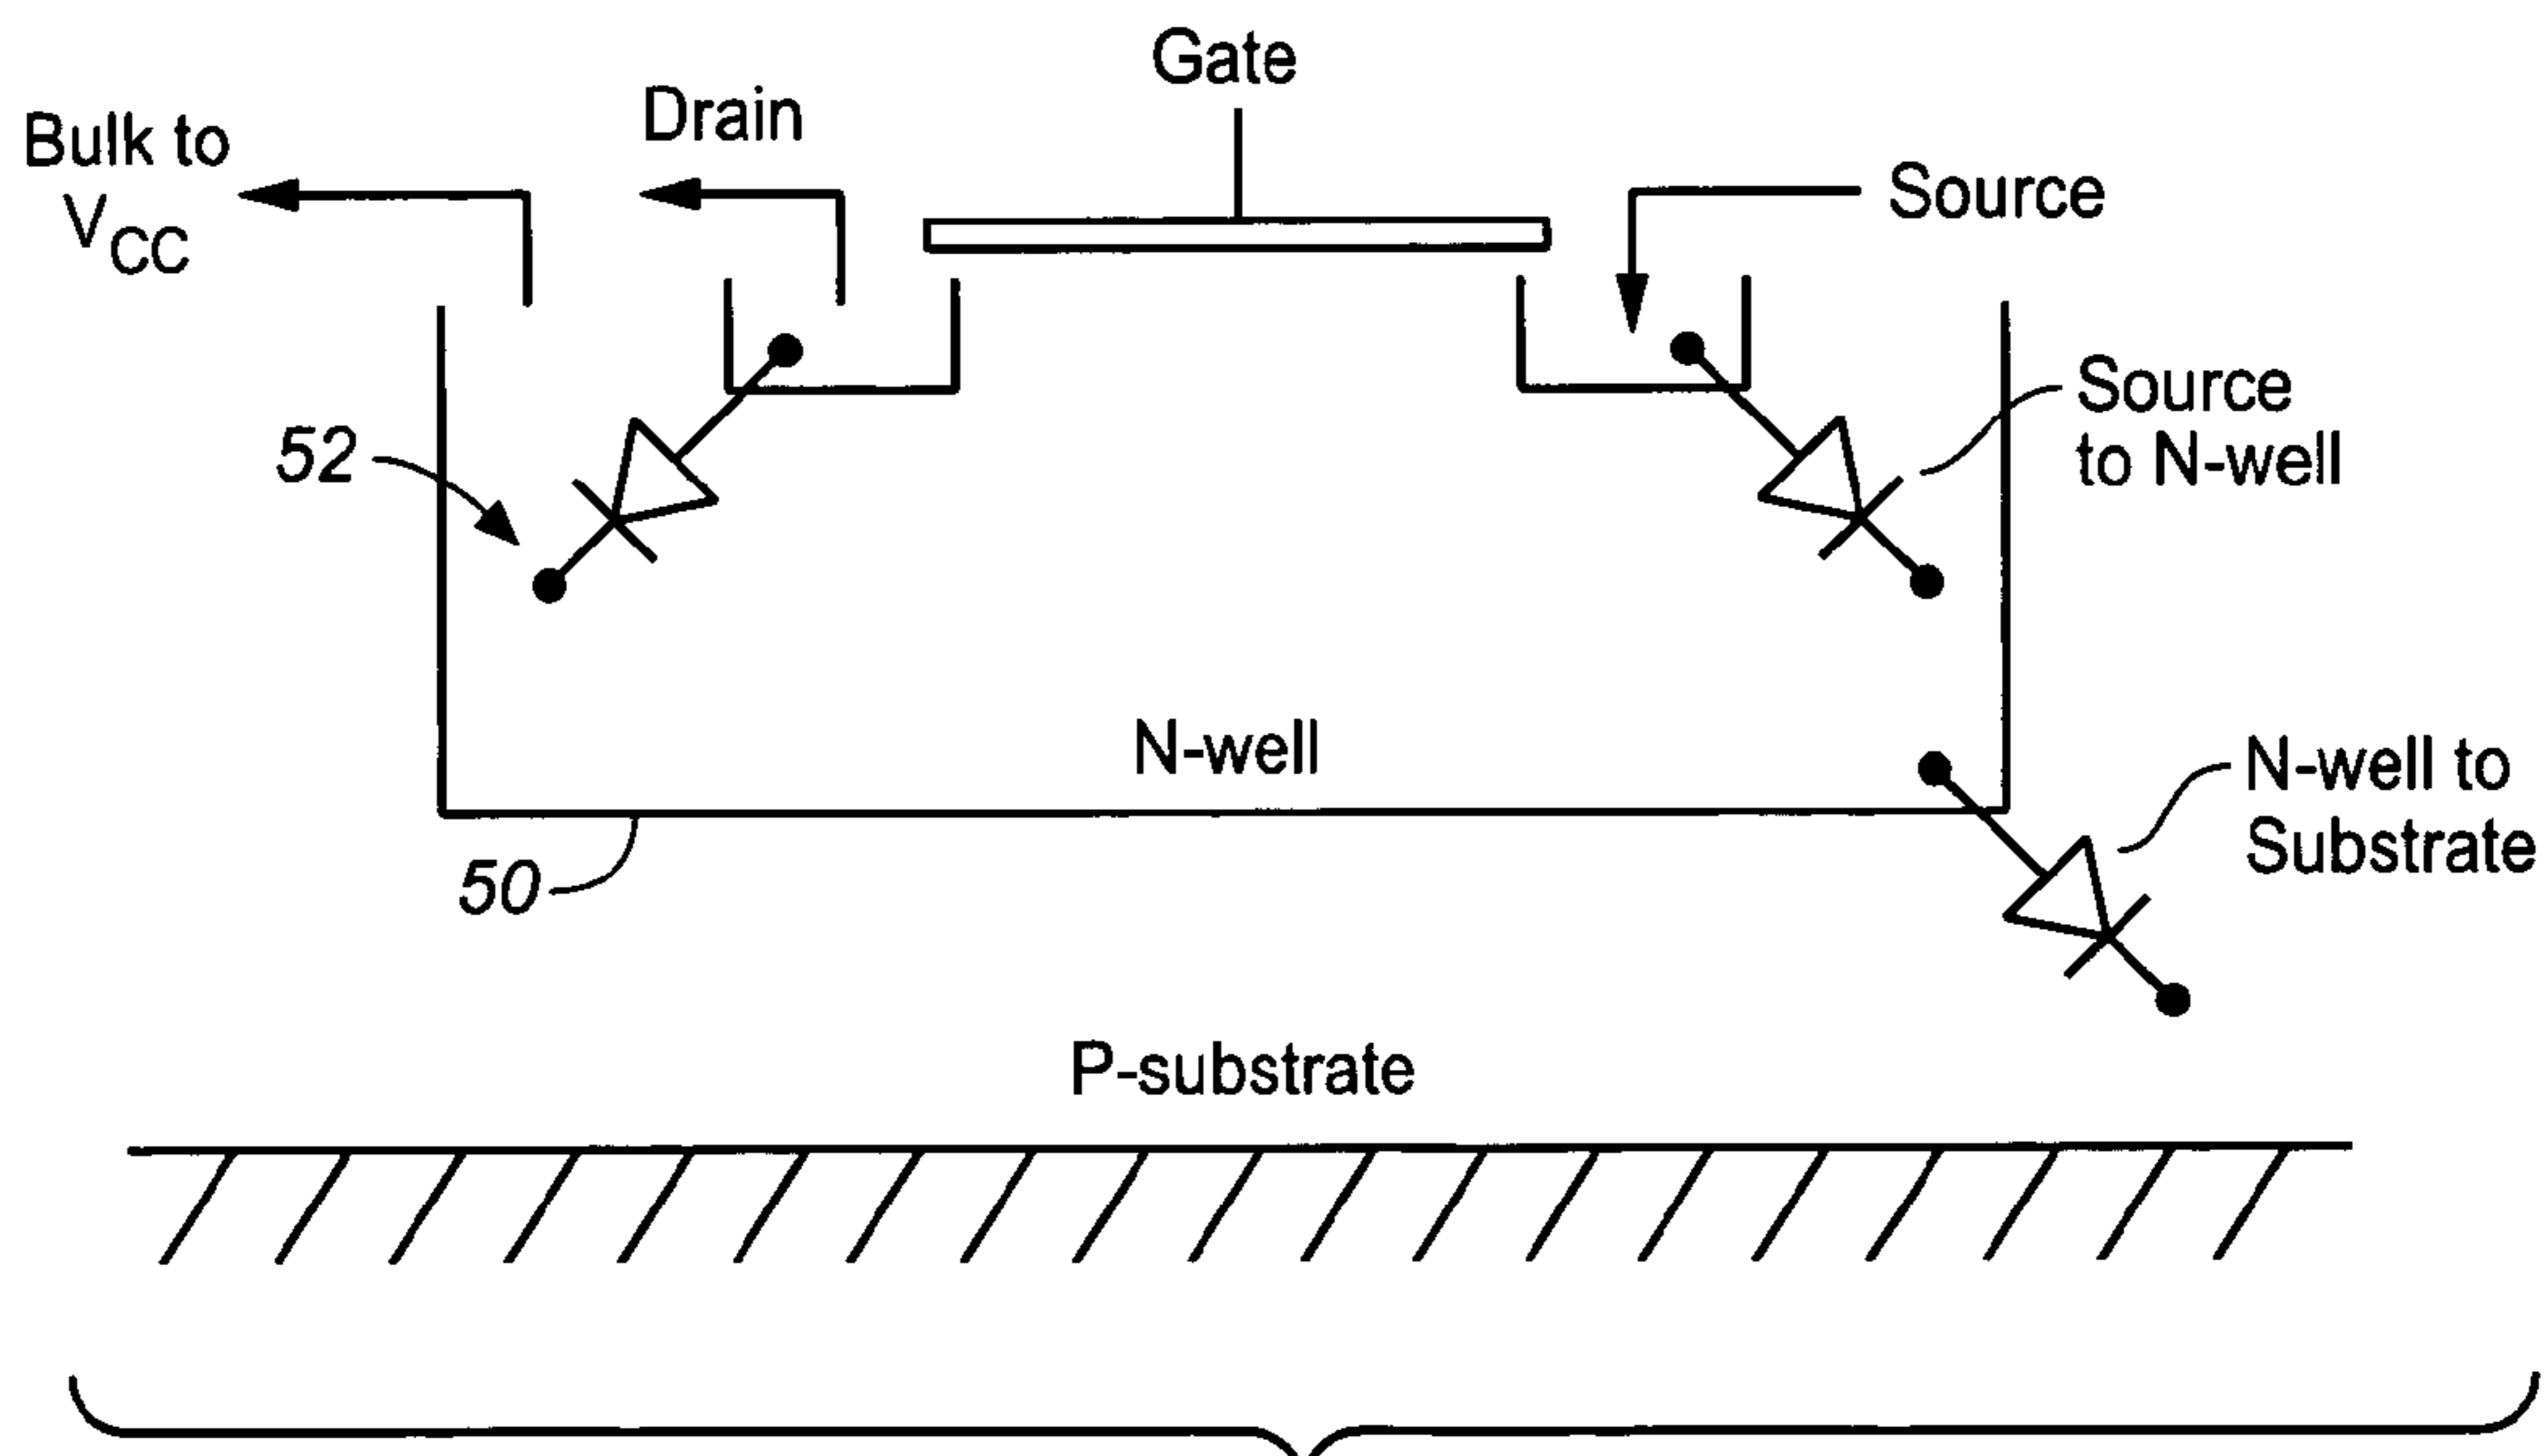 Gate
Drain
Bulk to
VCC
Source
Source
to N-well
52
N-well
N-well to
Substrate
50
P-substrate